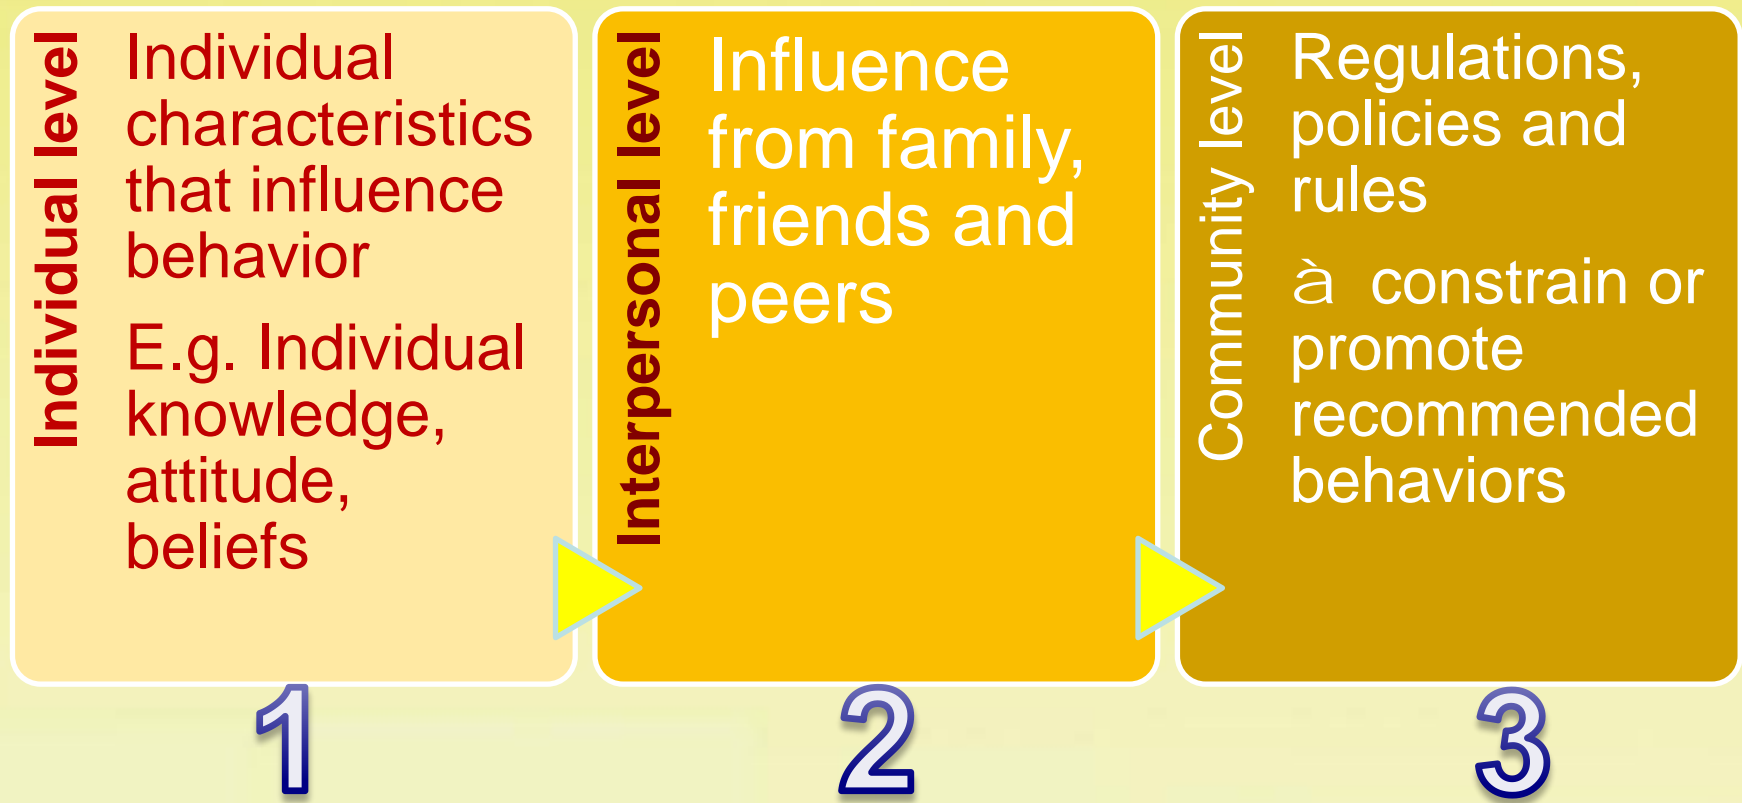 Individual level
Individual
characteristics
that influence
behavior
E.g. Individual
knowledge,
attitude,
beliefs
Interpersonal level
Influence
from family,
friends and
peers
Community level
Regulations,
policies and
rules
à constrain or
promote
recommended
behaviors
1
2
3